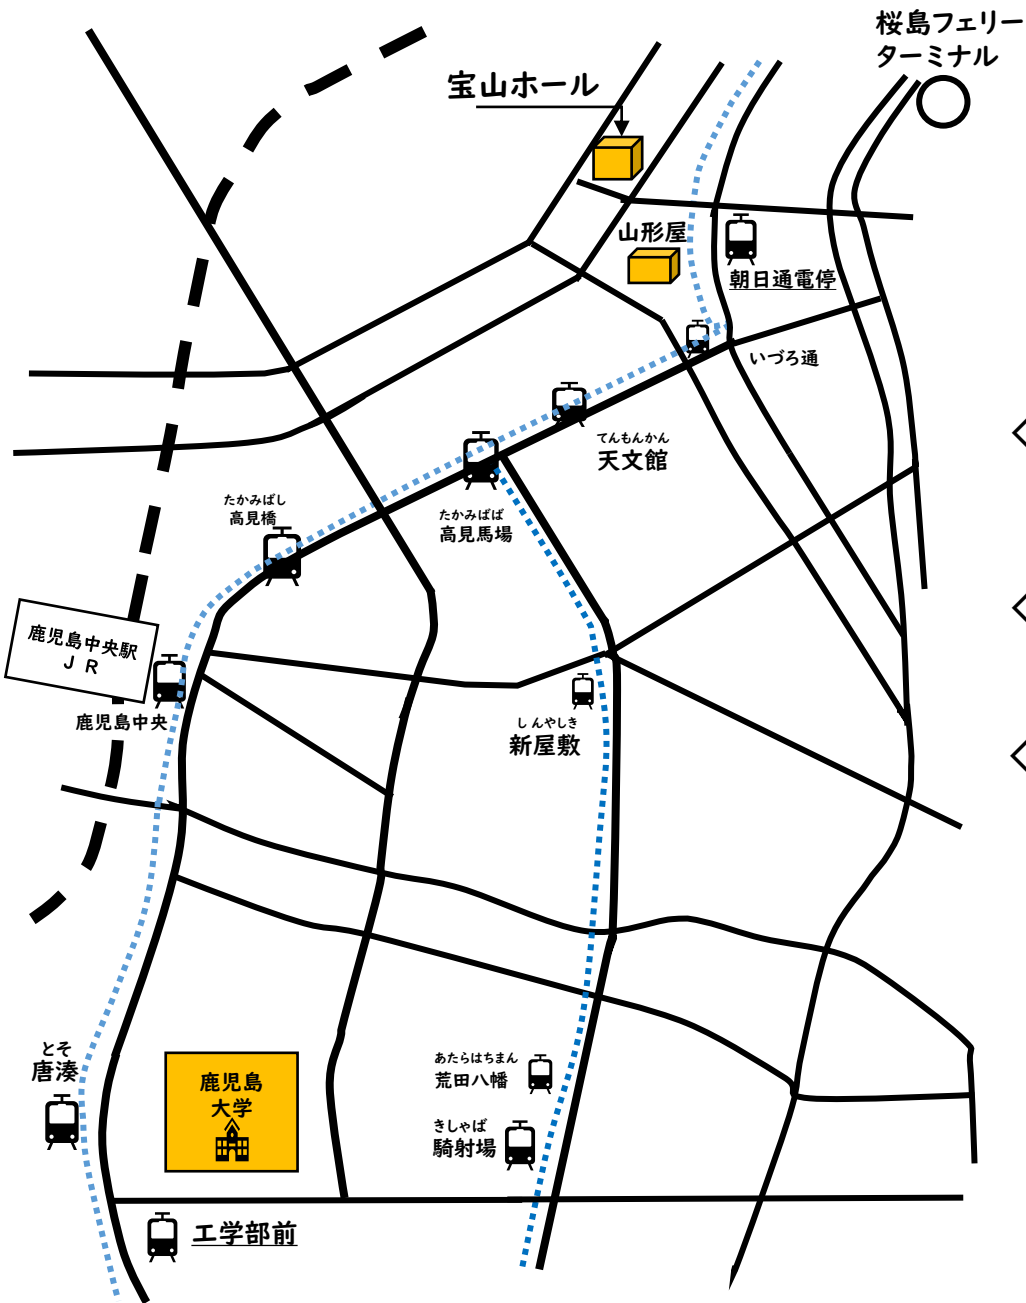 桜島フェリー
ターミナル
宝山ホール
山形屋
朝日通電停
いづろ通
てんもんかん
天文館
たかみばし
高見橋
たかみばば
高見馬場
鹿児島中央駅
ＪＲ
鹿児島中央
しんやしき
新屋敷
とそ
唐湊
鹿児島
大学
あたらはちまん
荒田八幡
きしゃば
騎射場
工学部前